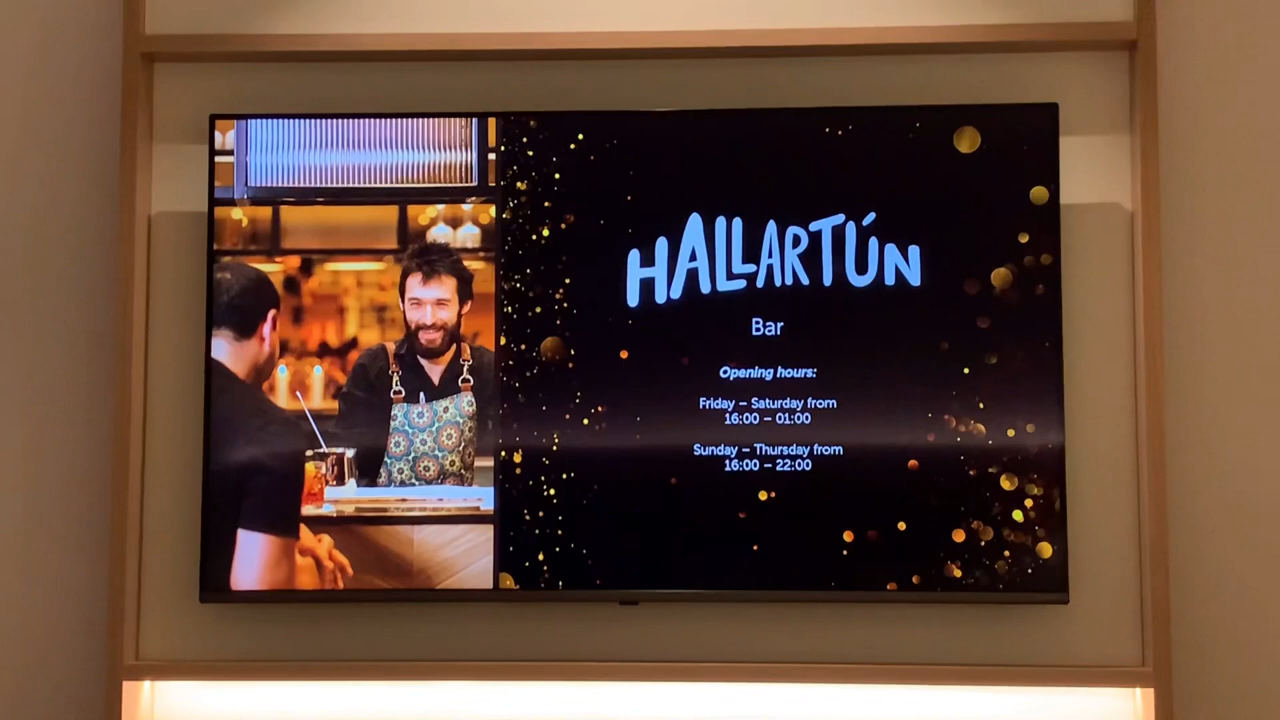 HALLARTÚN
Bar
Opening hours:
Friday – Saturday from
16:00 – 01:00
Sunday – Thursday from
16:00 – 22:00